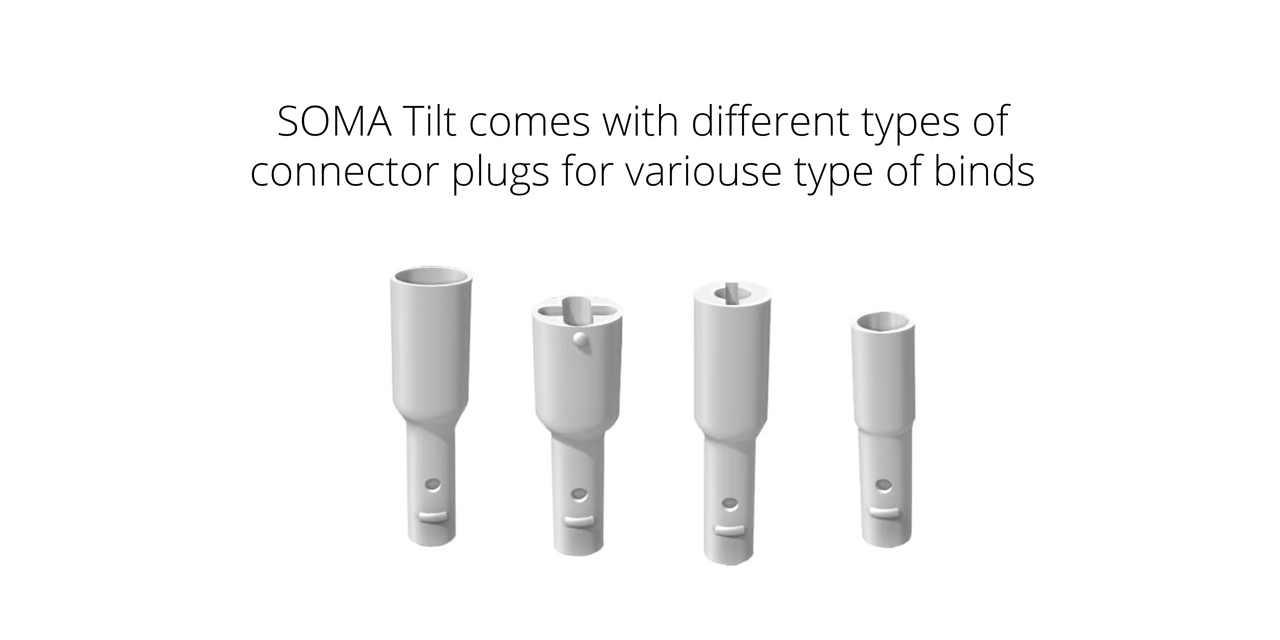 SOMA Tilt comes with different types of
connector plugs for variouse type of binds